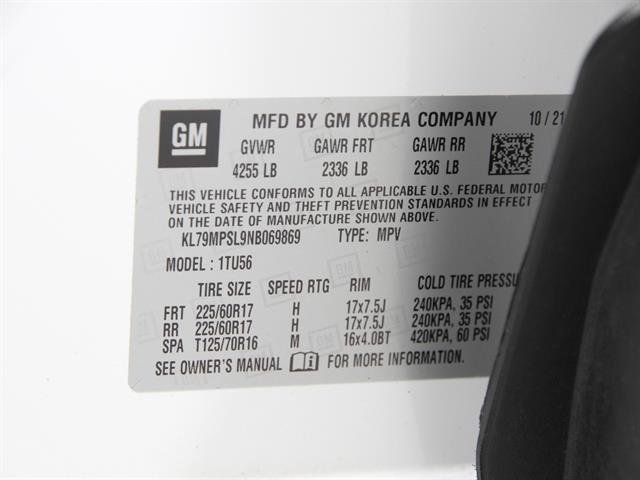 GM MFD BY GM KOREA COMPANY 10/21
GVWR GAWR FRT GAWR RR
4255 LB 2336 LB 2336 LB
THIS VEHICLE CONFORMS TO ALL APPLICABLE U.S. FEDERAL MOTOR
VEHICLE SAFETY AND THEFT PREVENTION STANDARDS IN EFFECT
ON THE DATE OF MANUFACTURE SHOWN ABOVE.
KL79MPSL9NB069869 TYPE: MPV
MODEL : 1TU56
TIRE SIZE SPEED RTG RIM COLD TIRE PRESSU
FRT 225/60R17 H 17x7.5J 240KPA, 35 PSI
RR 225/60R17 H 17x7.5J 240KPA, 35 PSI
SPA T125/70R16 M 16x4.0BT 420KPA, 60 PSI
SEE OWNER'S MANUAL FOR MORE INFORMATION